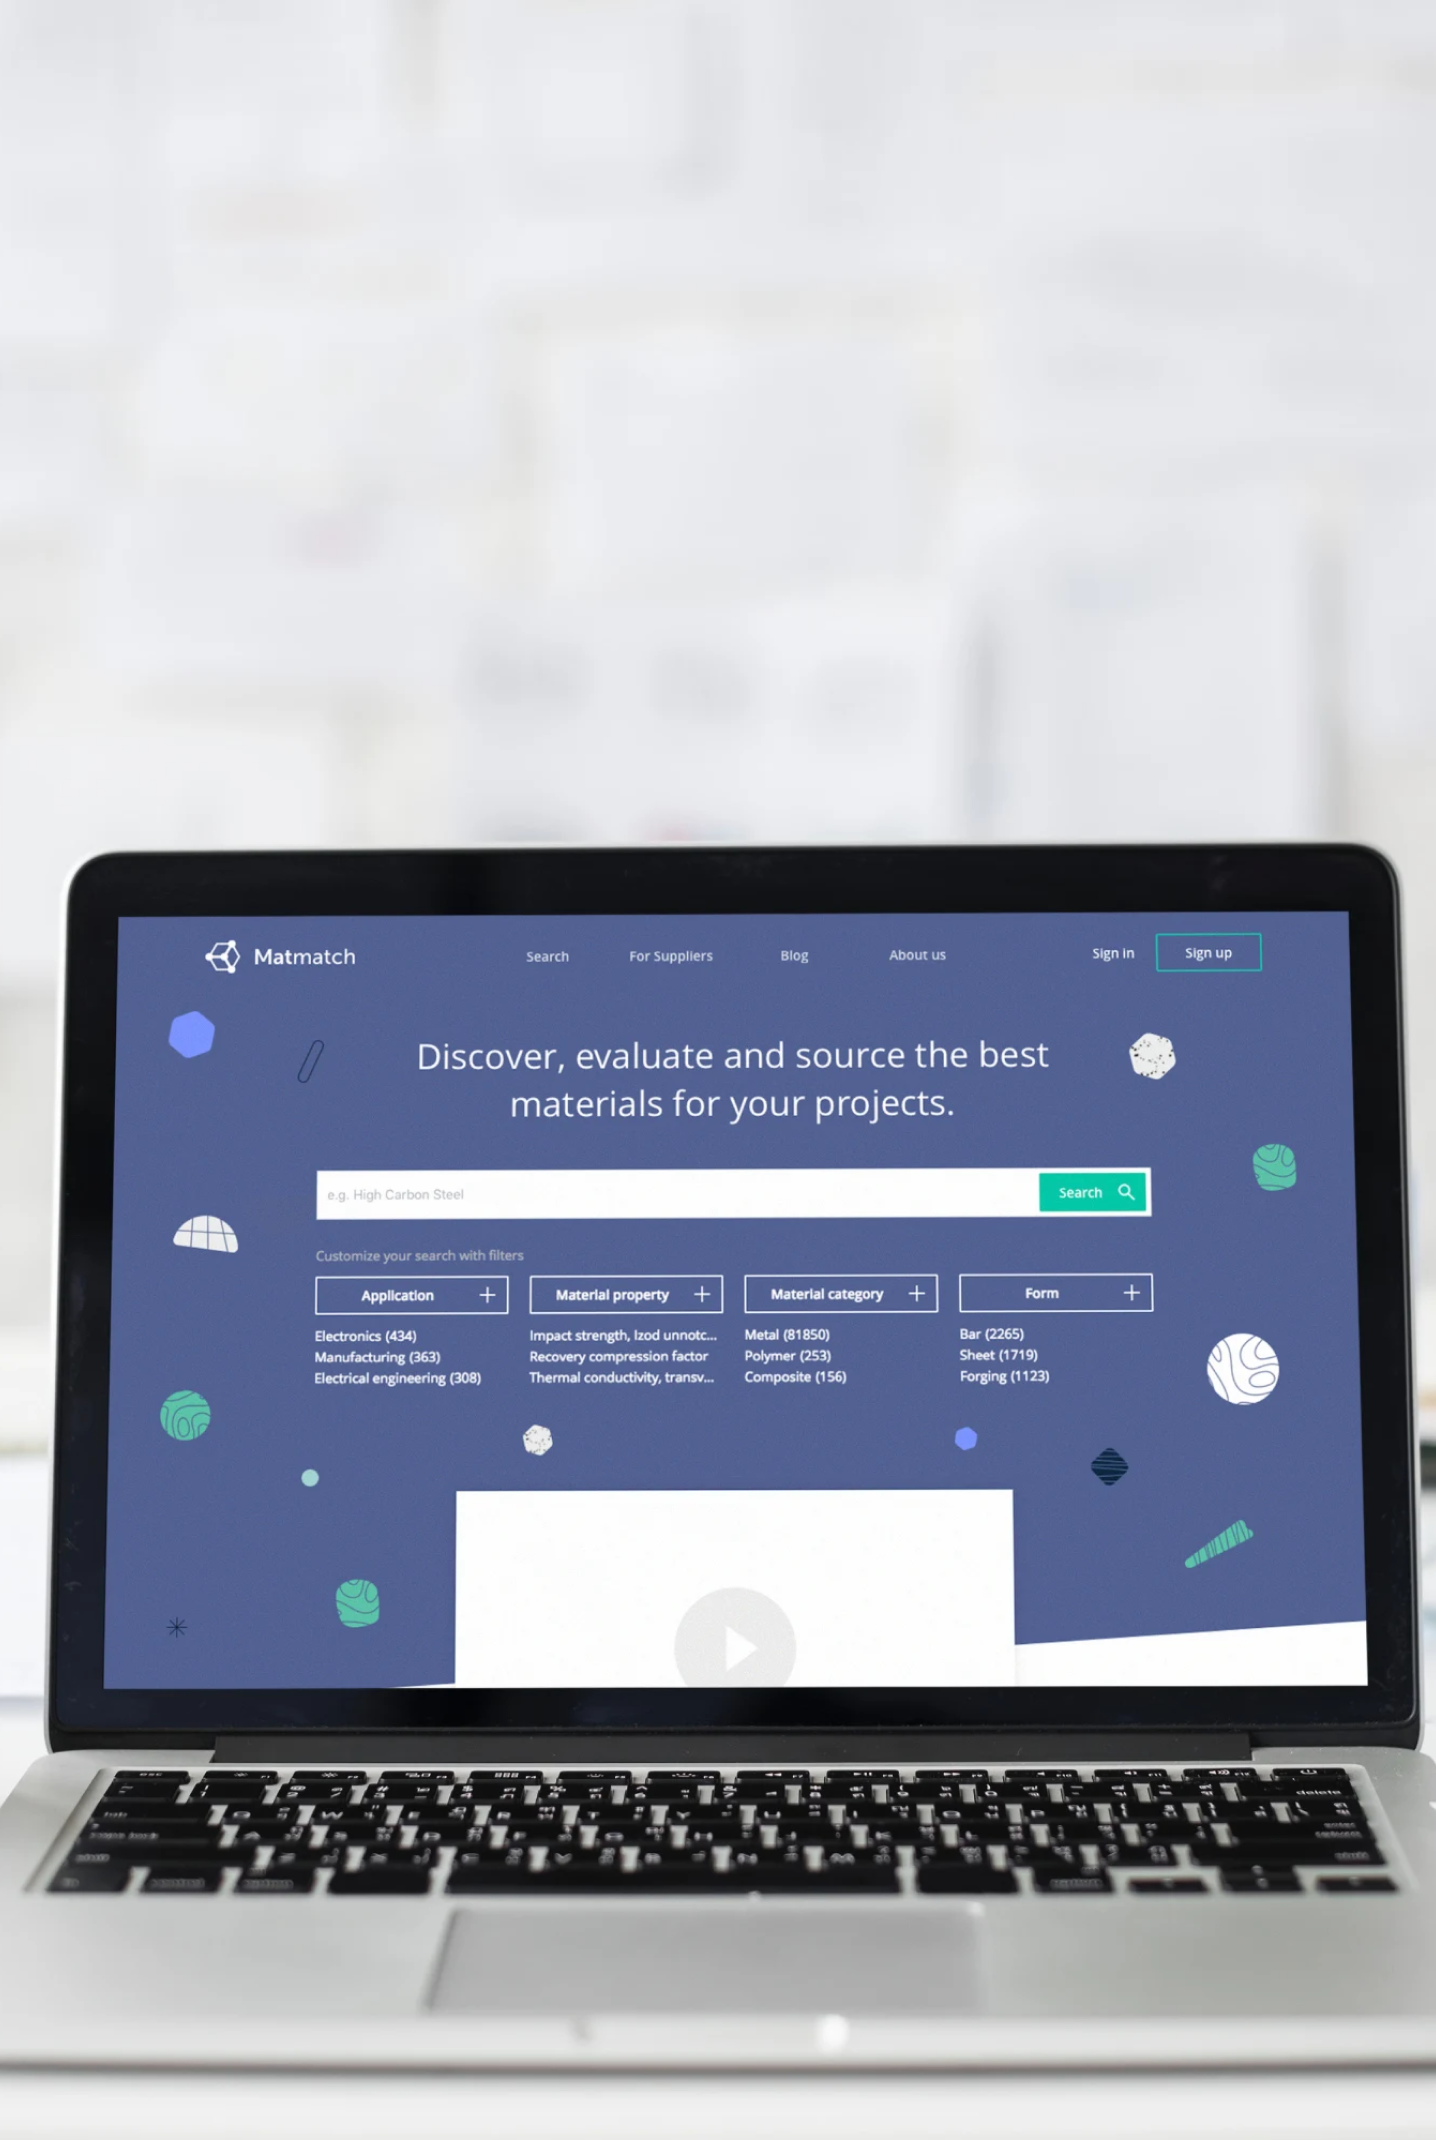 Matmatch
Search
For Suppliers
Blog
About us
Sign in
Sign up
Discover, evaluate and source the best
materials for your projects.
e.g. High Carbon Steel
Search
Customize your search with filters
Application
Electronics (434)
Manufacturing (363)
Electrical engineering (308)
Material property
Impact strength, Izod unnotc...
Recovery compression factor
Thermal conductivity, transv...
Material category
Metal (81850)
Polymer (253)
Composite (156)
Form
Bar (2265)
Sheet (1719)
Forging (1123)
delete